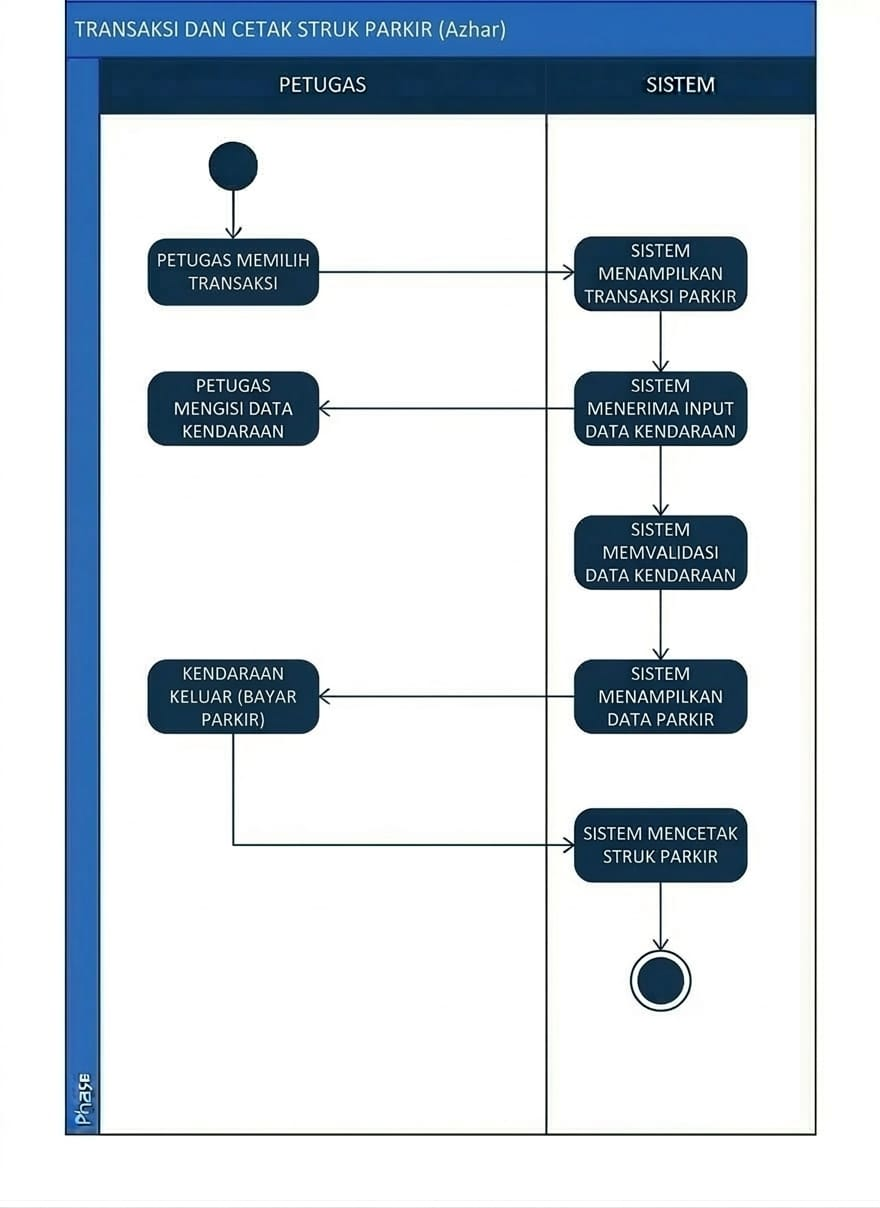 TRANSAKSI DAN CETAK STRUK PARKIR (Azhar)
PETUGAS
SISTEM
PETUGAS MEMILIH
TRANSAKSI
SISTEM
MENAMPILKAN
TRANSAKSI PARKIR
PETUGAS
MENGISI DATA
KENDARAAN
SISTEM
MENERIMA INPUT
DATA KENDARAAN
SISTEM
MEMVALIDASI
DATA KENDARAAN
KENDARAAN
KELUAR (BAYAR
PARKIR)
SISTEM
MENAMPILKAN
DATA PARKIR
SISTEM MENCETAK
STRUK PARKIR
Phase